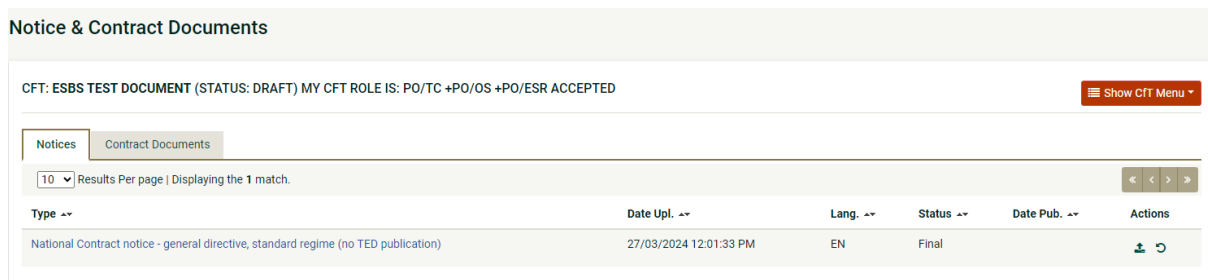 Notice & Contract Documents
CFT: ESBS TEST DOCUMENT (STATUS: DRAFT) MY CFT ROLE IS: PO/TC +PO/OS +PO/ESR ACCEPTED
Show CfT Menu
Notices Contract Documents
10 Results Per page | Displaying the 1 match.
« < > »
Type Date Upl. Lang. Status Date Pub. Actions
National Contract notice - general directive, standard regime (no TED publication) 27/03/2024 12:01:33 PM EN Final